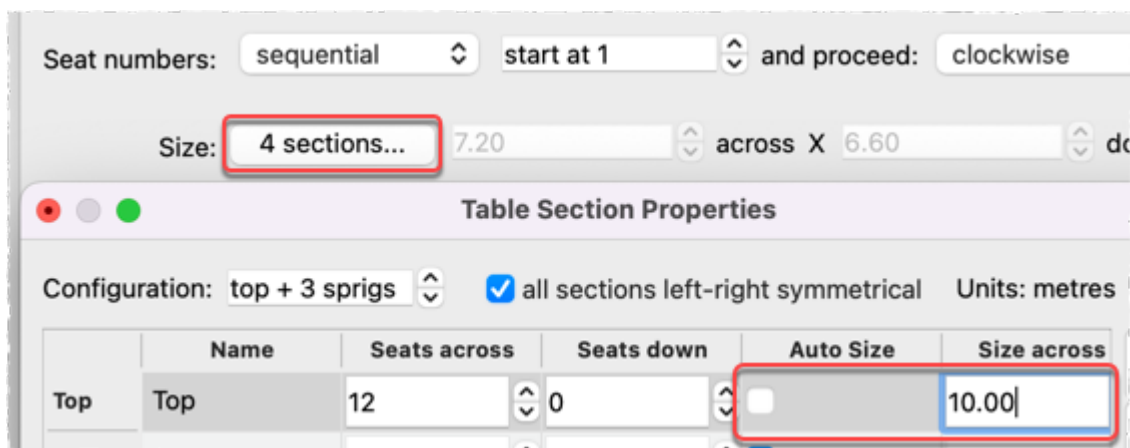 Seat numbers: sequential start at 1 and proceed: clockwise
Size: 4 sections... 7.20 across X 6.60
Table Section Properties
Configuration: top + 3 sprigs all sections left-right symmetrical Units: metres
Name Seats across Seats down Auto Size Size across
Top Top 12 0 10.00